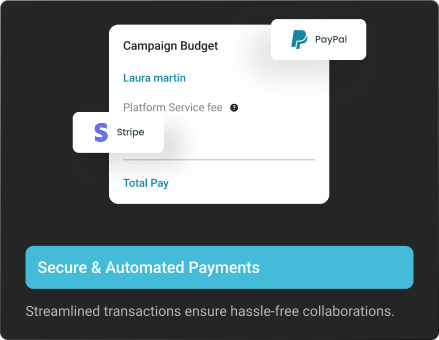 Campaign Budget
PayPal
Laura martin
Platform Service fee ?
Stripe
Total Pay
Secure & Automated Payments
Streamlined transactions ensure hassle-free collaborations.